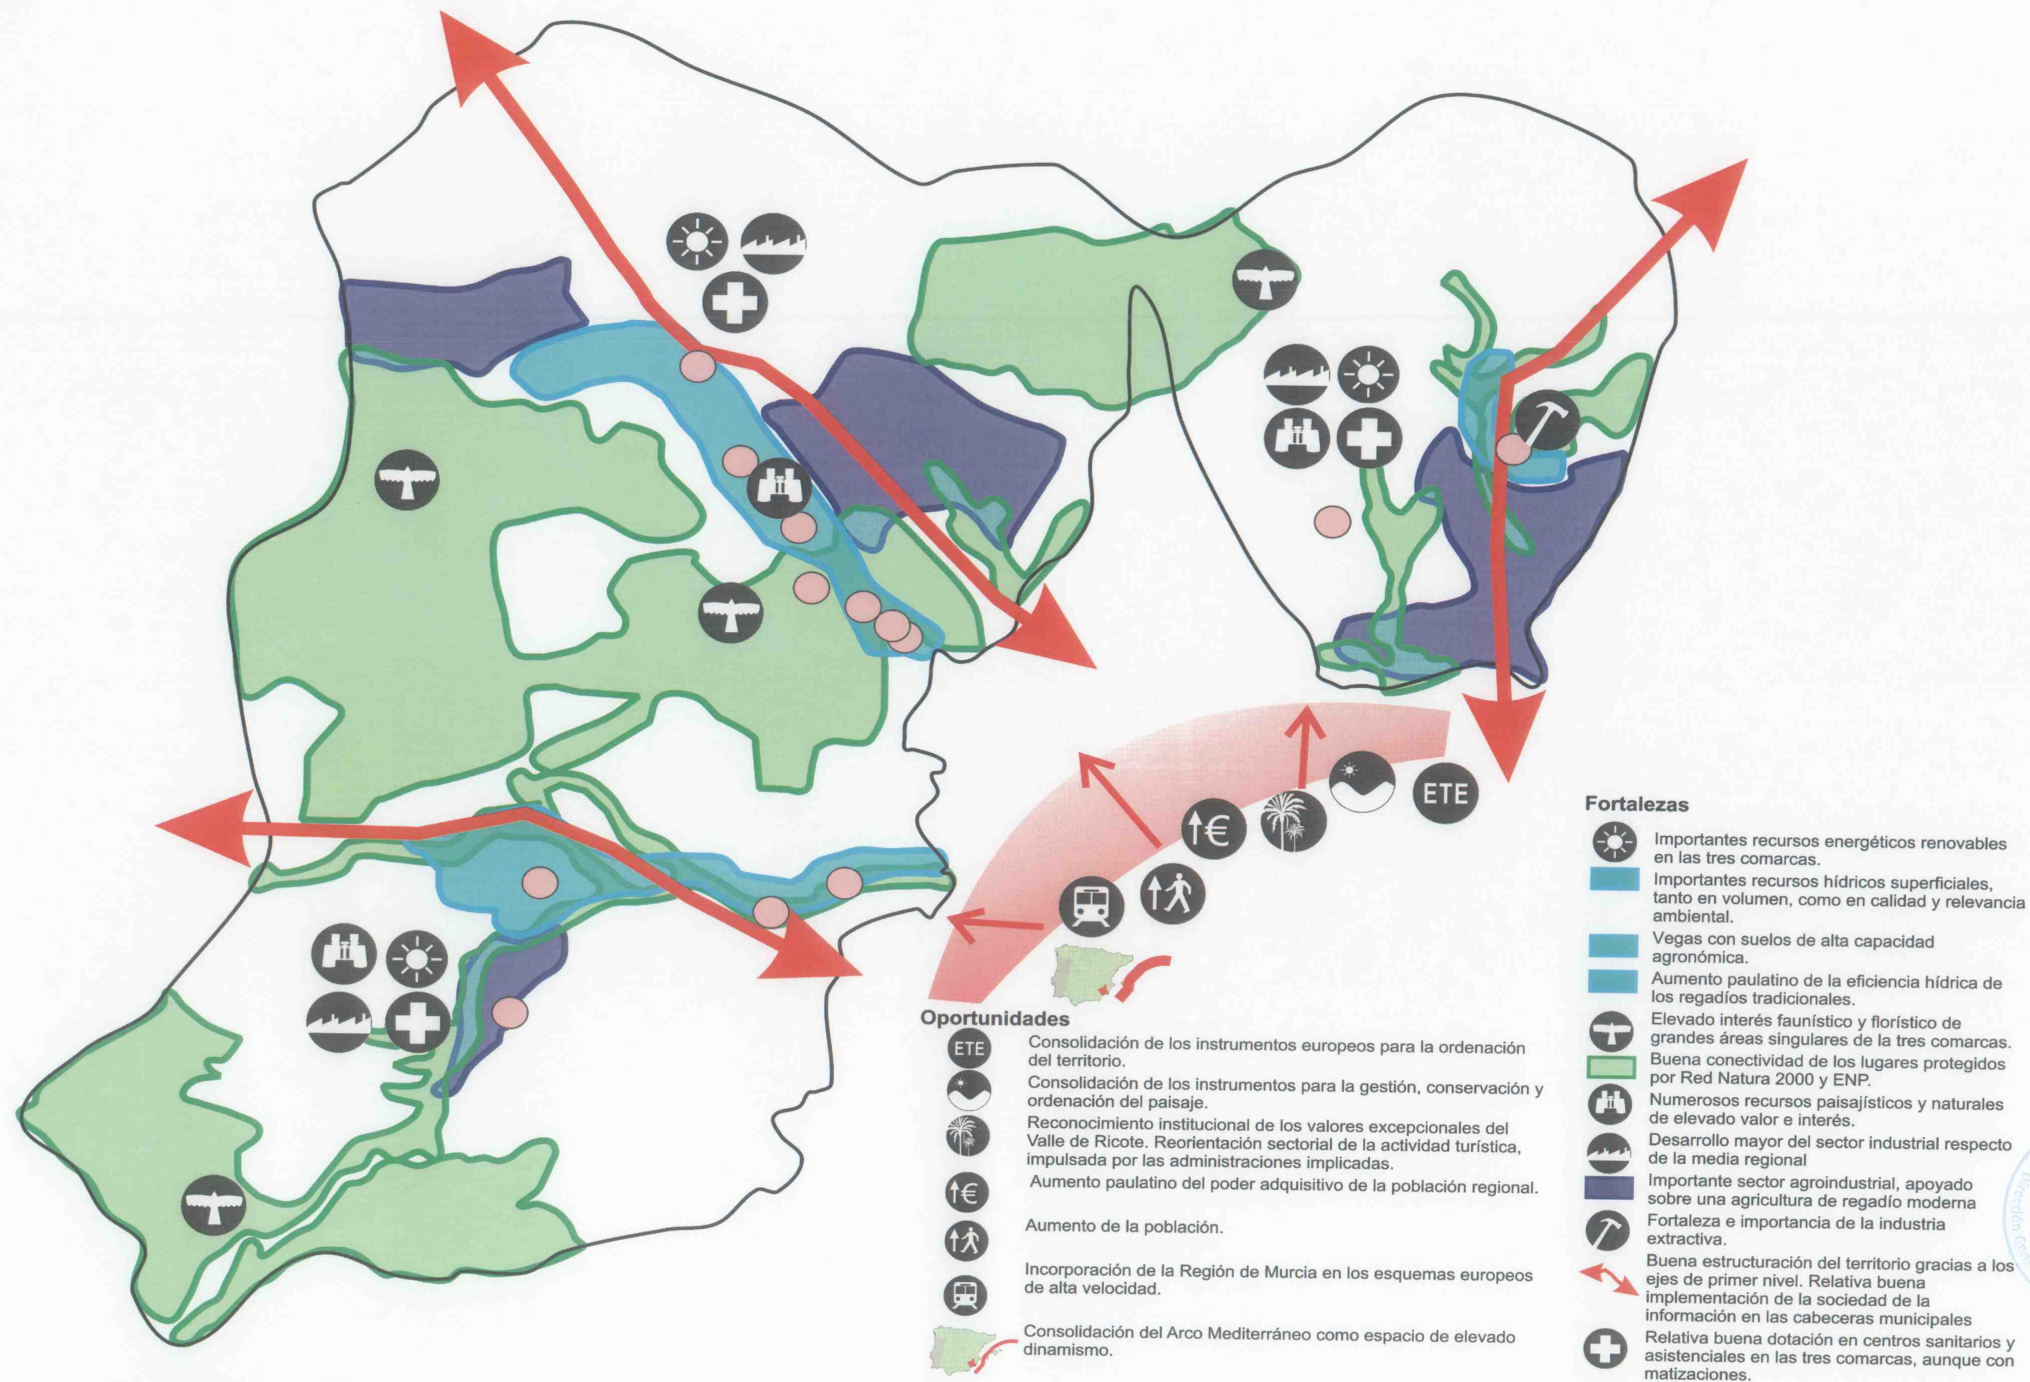 ETE
↑€
Oportunidades
ETE
Consolidación de los instrumentos europeos para la ordenación
del territorio.
Consolidación de los instrumentos para la gestión, conservación y
ordenación del paisaje.
Reconocimiento institucional de los valores excepcionales del
Valle de Ricote. Reorientación sectorial de la actividad turística,
impulsada por las administraciones implicadas.
↑€
Aumento paulatino del poder adquisitivo de la población regional.
Aumento de la población.
Incorporación de la Región de Murcia en los esquemas europeos
de alta velocidad.
Consolidación del Arco Mediterráneo como espacio de elevado
dinamismo.
Fortalezas
Importantes recursos energéticos renovables
en las tres comarcas.
Importantes recursos hídricos superficiales,
tanto en volumen, como en calidad y relevancia
ambiental.
Vegas con suelos de alta capacidad
agronómica.
Aumento paulatino de la eficiencia hídrica de
los regadíos tradicionales.
Elevado interés faunístico y florístico de
grandes áreas singulares de la tres comarcas.
Buena conectividad de los lugares protegidos
por Red Natura 2000 y ENP.
Numerosos recursos paisajísticos y naturales
de elevado valor e interés.
Desarrollo mayor del sector industrial respecto
de la media regional
Importante sector agroindustrial, apoyado
sobre una agricultura de regadío moderna
Fortaleza e importancia de la industria
extractiva.
Buena estructuración del territorio gracias a los
ejes de primer nivel. Relativa buena
implementación de la sociedad de la
información en las cabeceras municipales
Relativa buena dotación en centros sanitarios y
asistenciales en las tres comarcas, aunque con
matizaciones.
Dirección